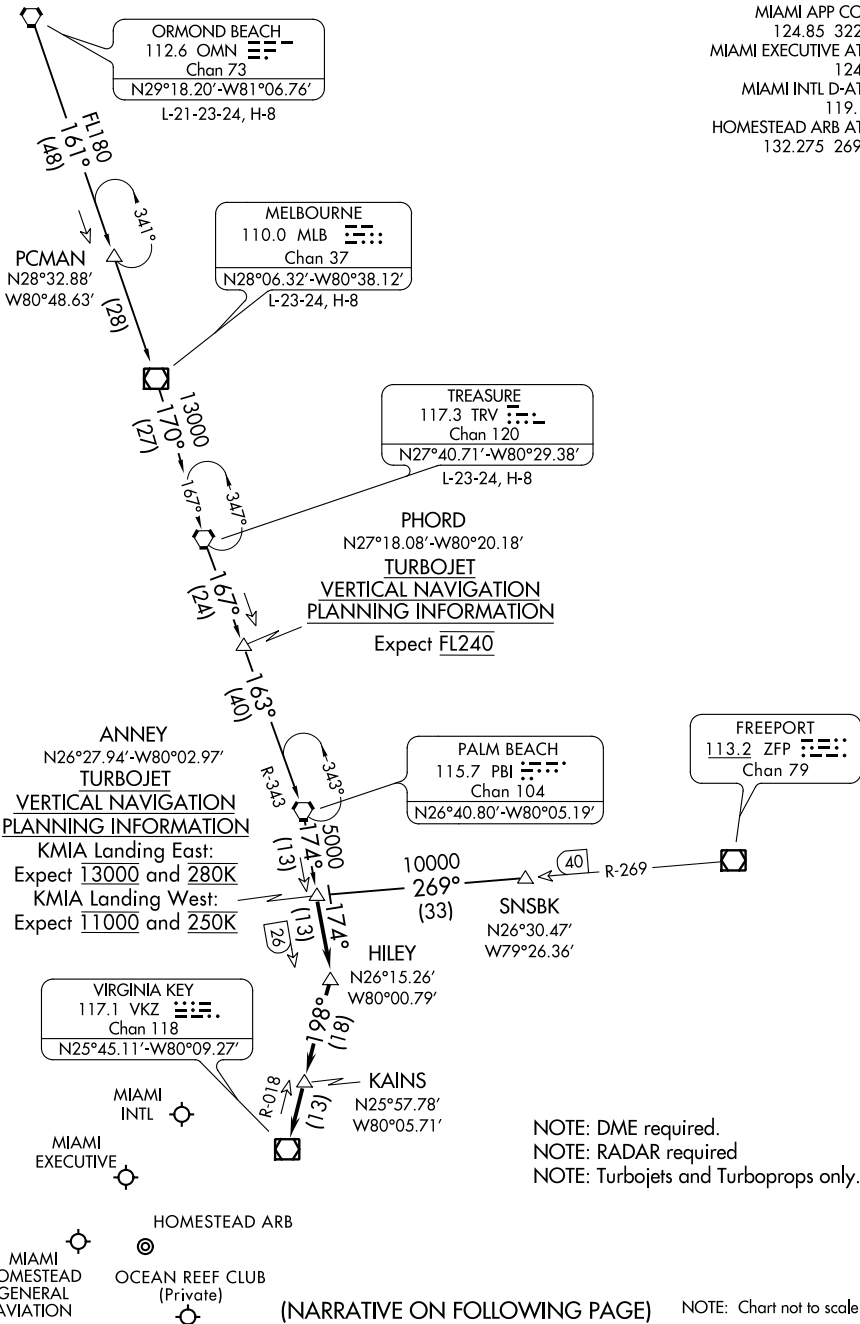 MIAMI APP CO
124.85 322
MIAMI EXECUTIVE AT
124
MIAMI INTL D-AT
119.
HOMESTEAD ARB AT
132.275 269
ORMOND BEACH
112.6 OMN
Chan 73
N29°18.20'-W81°06.76'
L-21-23-24, H-8
FL180
161°
(48)
341°
PCMAN
N28°32.88'
W80°48.63'
(28)
MELBOURNE
110.0 MLB
Chan 37
N28°06.32'-W80°38.12'
L-23-24, H-8
13000
170°
(27)
167°
347°
TREASURE
117.3 TRV
Chan 120
N27°40.71'-W80°29.38'
L-23-24, H-8
167°
(24)
PHORD
N27°18.08'-W80°20.18'
TURBOJET
VERTICAL NAVIGATION
PLANNING INFORMATION
Expect FL240
163°
(40)
R-343
343°
PALM BEACH
115.7 PBI
Chan 104
N26°40.80'-W80°05.19'
FREEPORT
113.2 ZFP
Chan 79
ANNEY
N26°27.94'-W80°02.97'
TURBOJET
VERTICAL NAVIGATION
PLANNING INFORMATION
KMIA Landing East:
Expect 13000 and 280K
KMIA Landing West:
Expect 11000 and 250K
5000
174°
(13)
10000
269°
(33)
40
R-269
SNSBK
N26°30.47'
W79°26.36'
174°
(13)
26
HILEY
N26°15.26'
W80°00.79'
198°
(18)
VIRGINIA KEY
117.1 VKZ
Chan 118
N25°45.11'-W80°09.27'
R-018
(13)
KAINS
N25°57.78'
W80°05.71'
MIAMI
INTL
MIAMI
EXECUTIVE
NOTE: DME required.
NOTE: RADAR required
NOTE: Turbojets and Turboprops only.
HOMESTEAD ARB
MIAMI
OMESTEAD
GENERAL
AVIATION
OCEAN REEF CLUB
(Private)
(NARRATIVE ON FOLLOWING PAGE)
NOTE: Chart not to scale